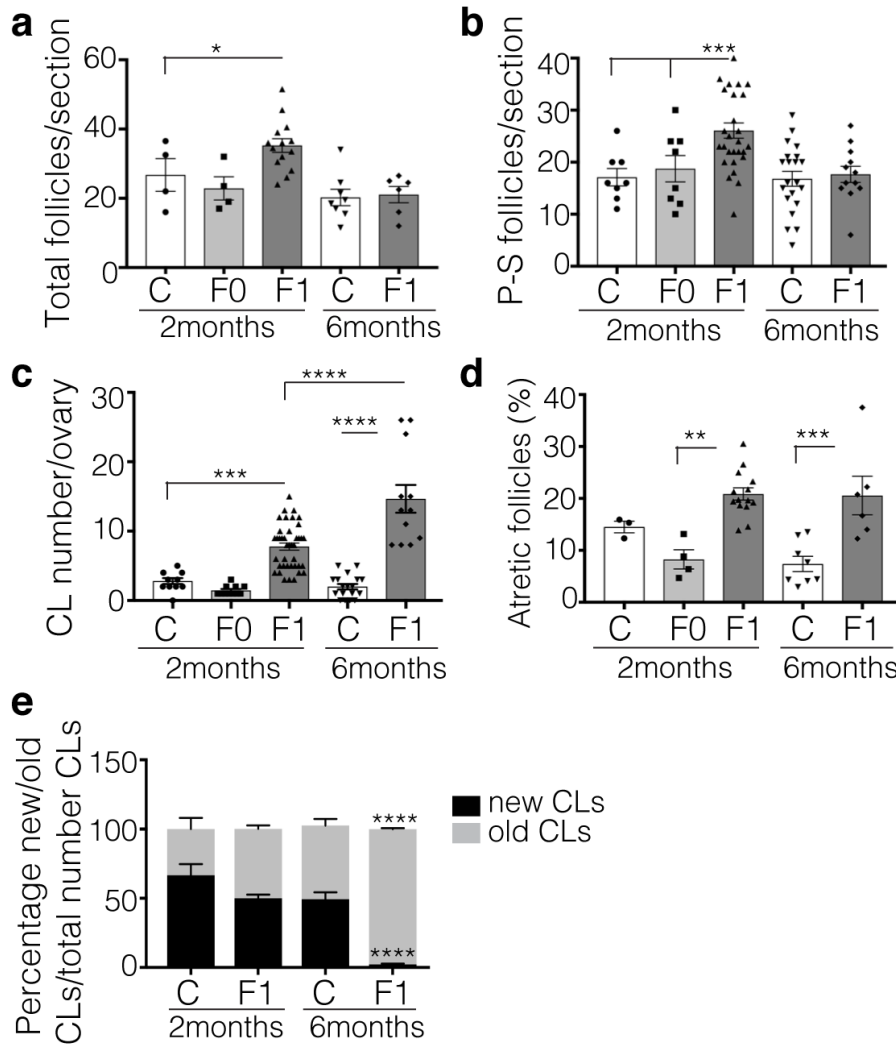 a
Total follicles/section
60
40
20
0
*
C F0 F1 C F1
2months 6months
b
P-S follicles/section
40
30
20
10
0
***
C F0 F1 C F1
2months 6months
c
CL number/ovary
30
20
10
0
***
****
****
C F0 F1 C F1
2months 6months
d
Atretic follicles (%)
40
30
20
10
0
**
***
C F0 F1 C F1
2months 6months
e
Percentage new/old
CLs/total number CLs
150
100
50
0
****
****
C F1 C F1
2months 6months
new CLs
old CLs